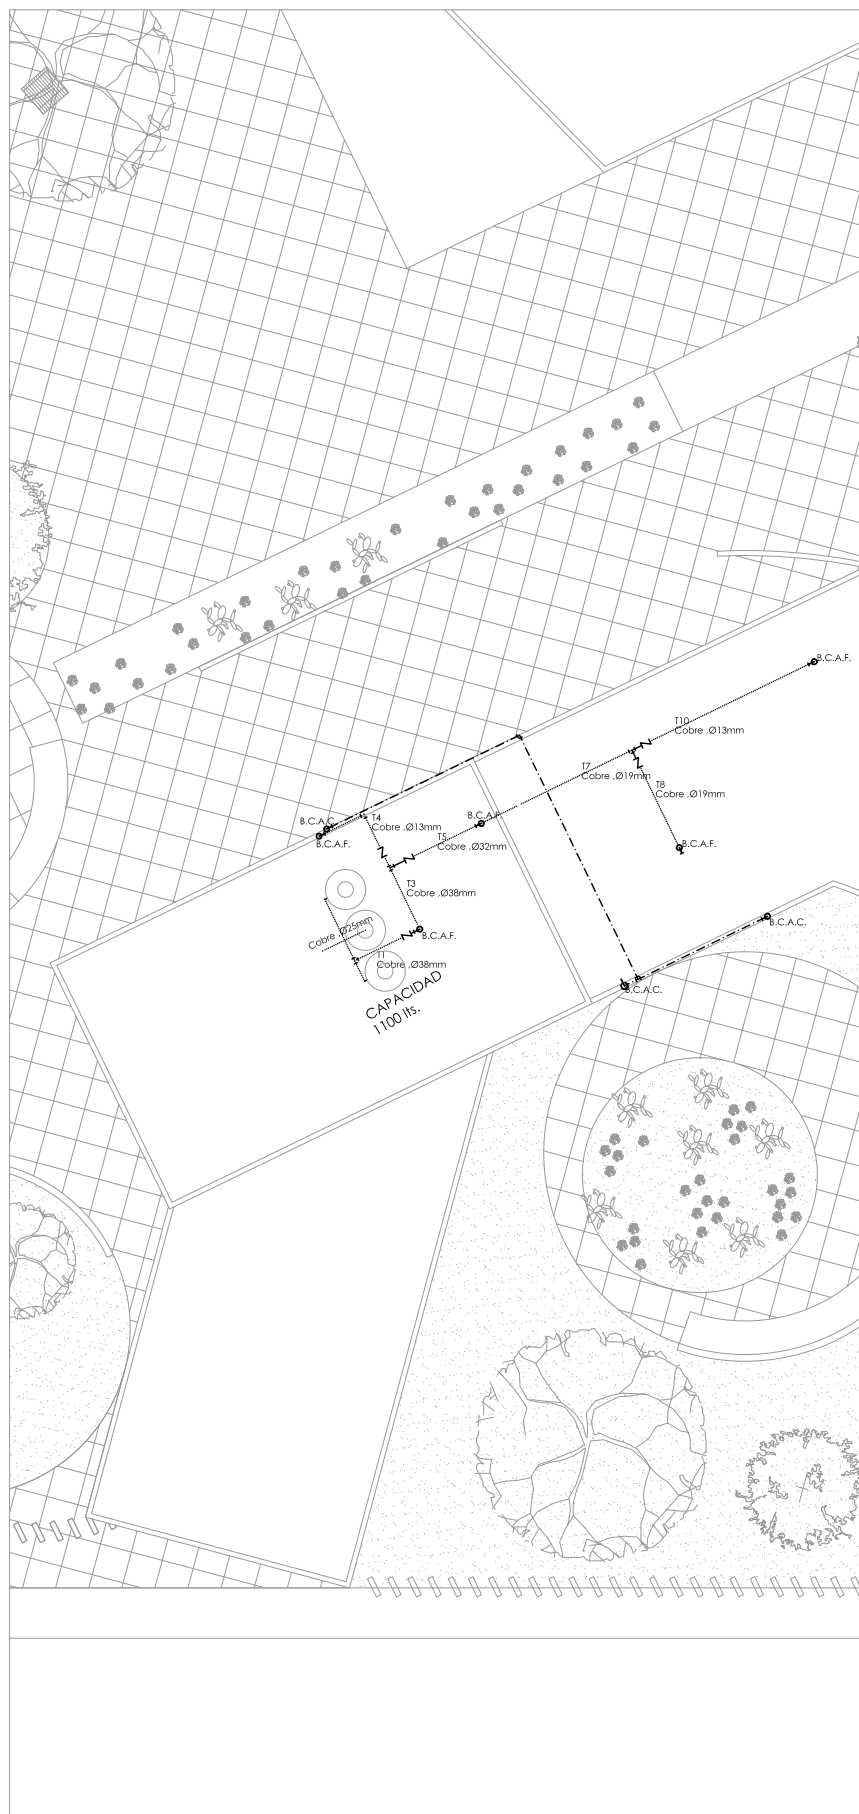 B.C.A.F.
T10
Cobre ,Ø13mm
T7
Cobre ,Ø19mm
T8
Cobre ,Ø19mm
B.C.A.C.
B.C.A.F.
T4
Cobre ,Ø13mm
B.C.A.F.
T5
Cobre ,Ø32mm
B.C.A.F.
T3
Cobre ,Ø38mm
B.C.A.C.
Cobre ,Ø25mm
B.C.A.F.
T1
Cobre ,Ø38mm
CAPACIDAD
1100 lts.
B.C.A.C.